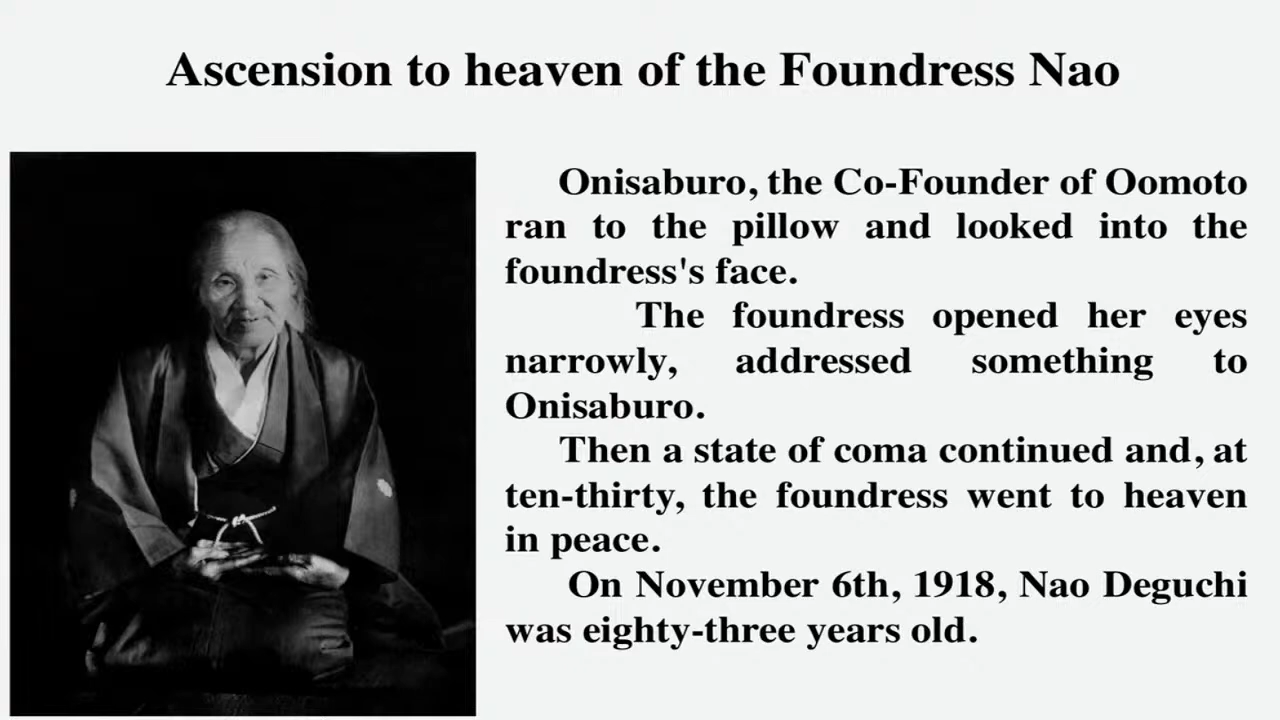 Ascension to heaven of the Foundress Nao
Onisaburo, the Co-Founder of Oomoto
ran to the pillow and looked into the
foundress's face.
The foundress opened her eyes
narrowly, addressed something to
Onisaburo.
Then a state of coma continued and, at
ten-thirty, the foundress went to heaven
in peace.
On November 6th, 1918, Nao Deguchi
was eighty-three years old.